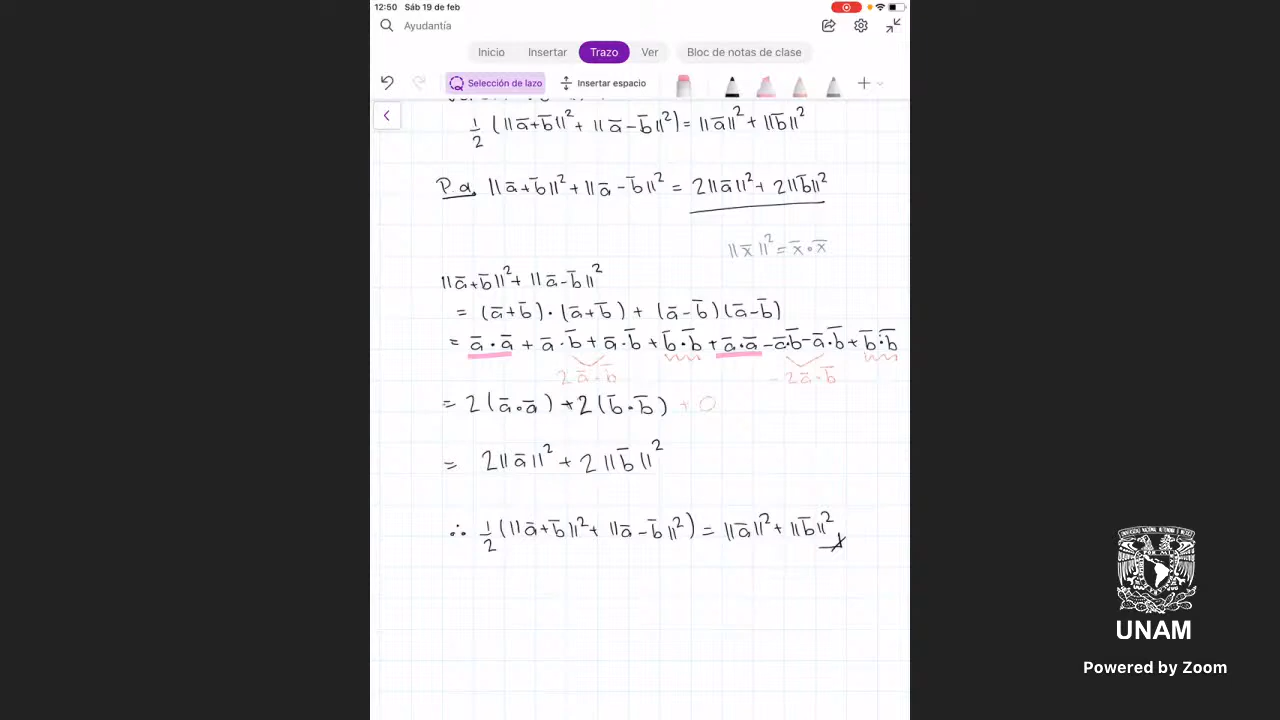 12:50 Sáb 19 de feb
Ayudantía
Inicio Insertar Trazo Ver Bloc de notas de clase
Selección de lazo Insertar espacio
½ (||ā+b̄||² + ||ā−b̄||²) = ||ā||² + ||b̄||²
P.d. ||ā+b̄||² + ||ā−b̄||² = 2||ā||² + 2||b̄||²
||x̄||² = x̄·x̄
||ā+b̄||² + ||ā−b̄||²
= (ā+b̄)·(ā+b̄) + (ā−b̄)(ā−b̄)
= ā·ā + ā·b̄ + ā·b̄ + b̄·b̄ + ā·ā − ā·b̄ − ā·b̄ + b̄·b̄
2ā·b̄ −2ā·b̄
= 2(ā·ā) + 2(b̄·b̄) + 0
= 2||ā||² + 2||b̄||²
∴ ½ (||ā+b̄||² + ||ā−b̄||²) = ||ā||² + ||b̄||²
UNAM
Powered by Zoom